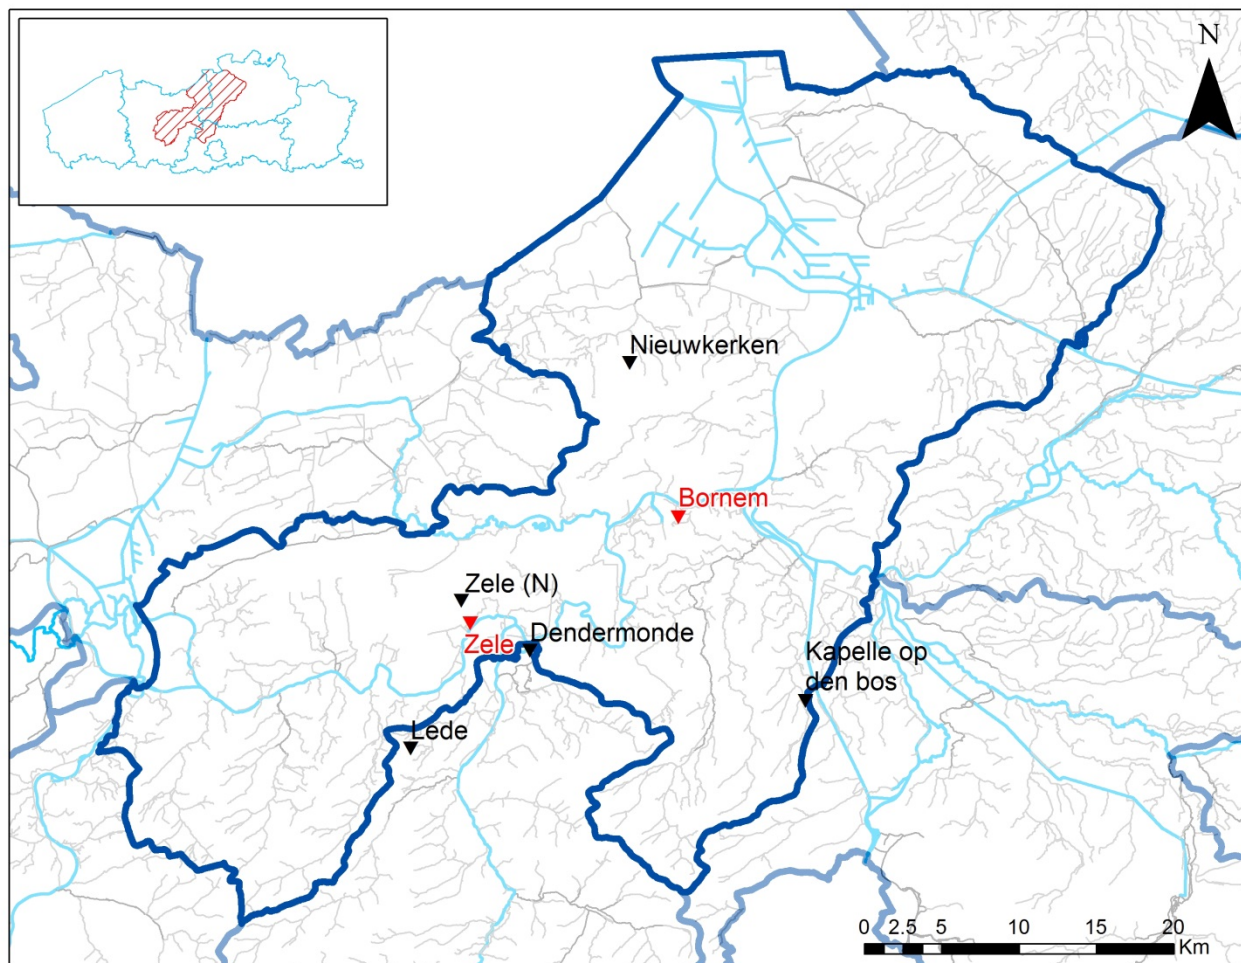 N
Nieuwkerken
Bornem
Zele (N)
Zele
Dendermonde
Kapelle op
den bos
Lede
0 2.5 5 10 15 20
Km